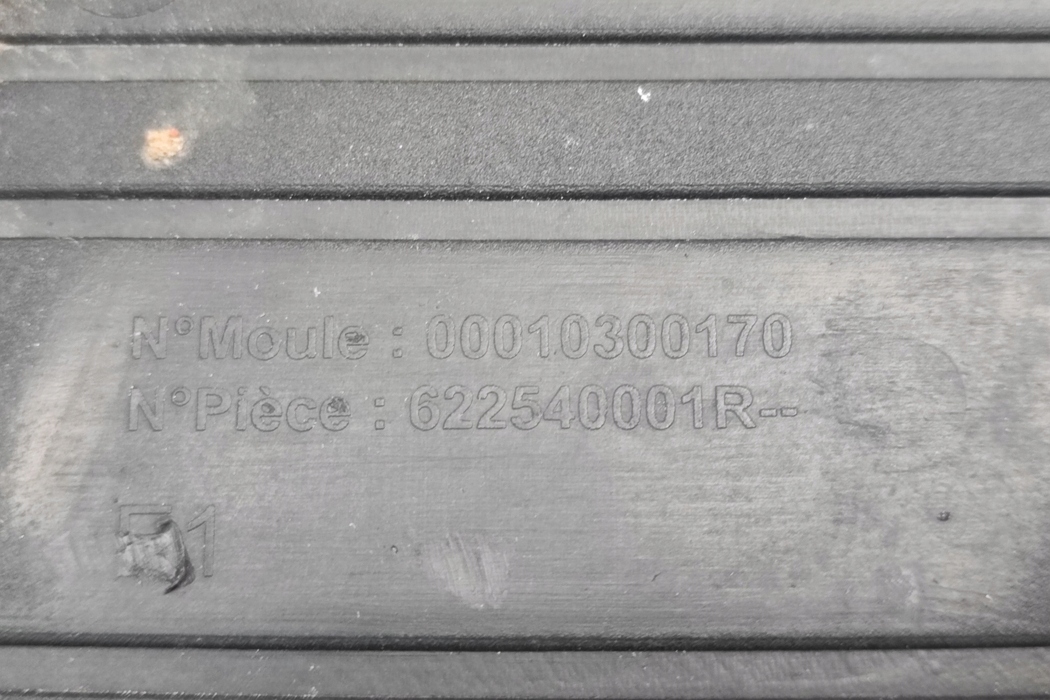 N°Moule : 00010300170
N°Pièce : 622540001R--